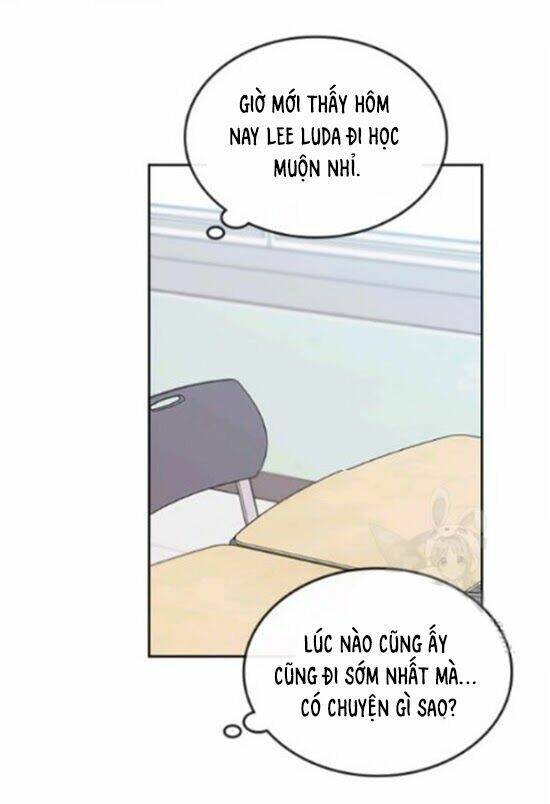 GIỜ MỚI THẤY HÔM
NAY LEE LUDA ĐI HỌC
MUỘN NHỈ.
LÚC NÀO CŨNG ẤY
CŨNG ĐI SỚM NHẤT MÀ...
CÓ CHUYỆN GÌ SAO?